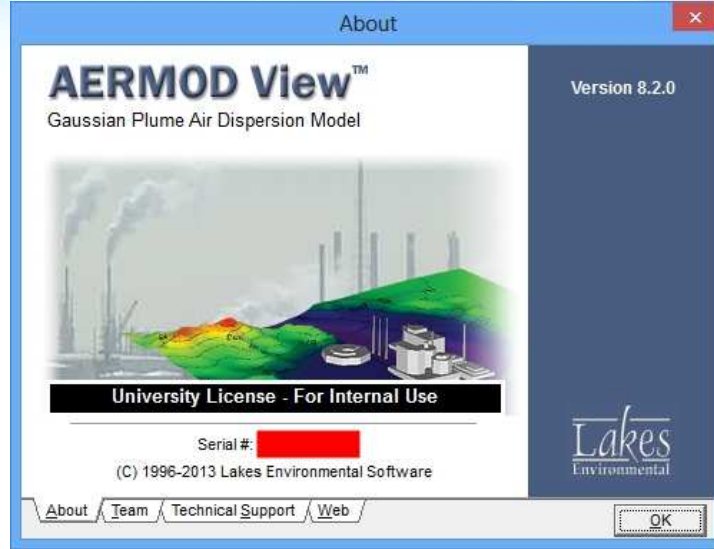 About
AERMOD View™
Gaussian Plume Air Dispersion Model
Version 8.2.0
University License - For Internal Use
Serial #:
(C) 1996-2013 Lakes Environmental Software
Lakes
Environmental
About
Team
Technical Support
Web
OK